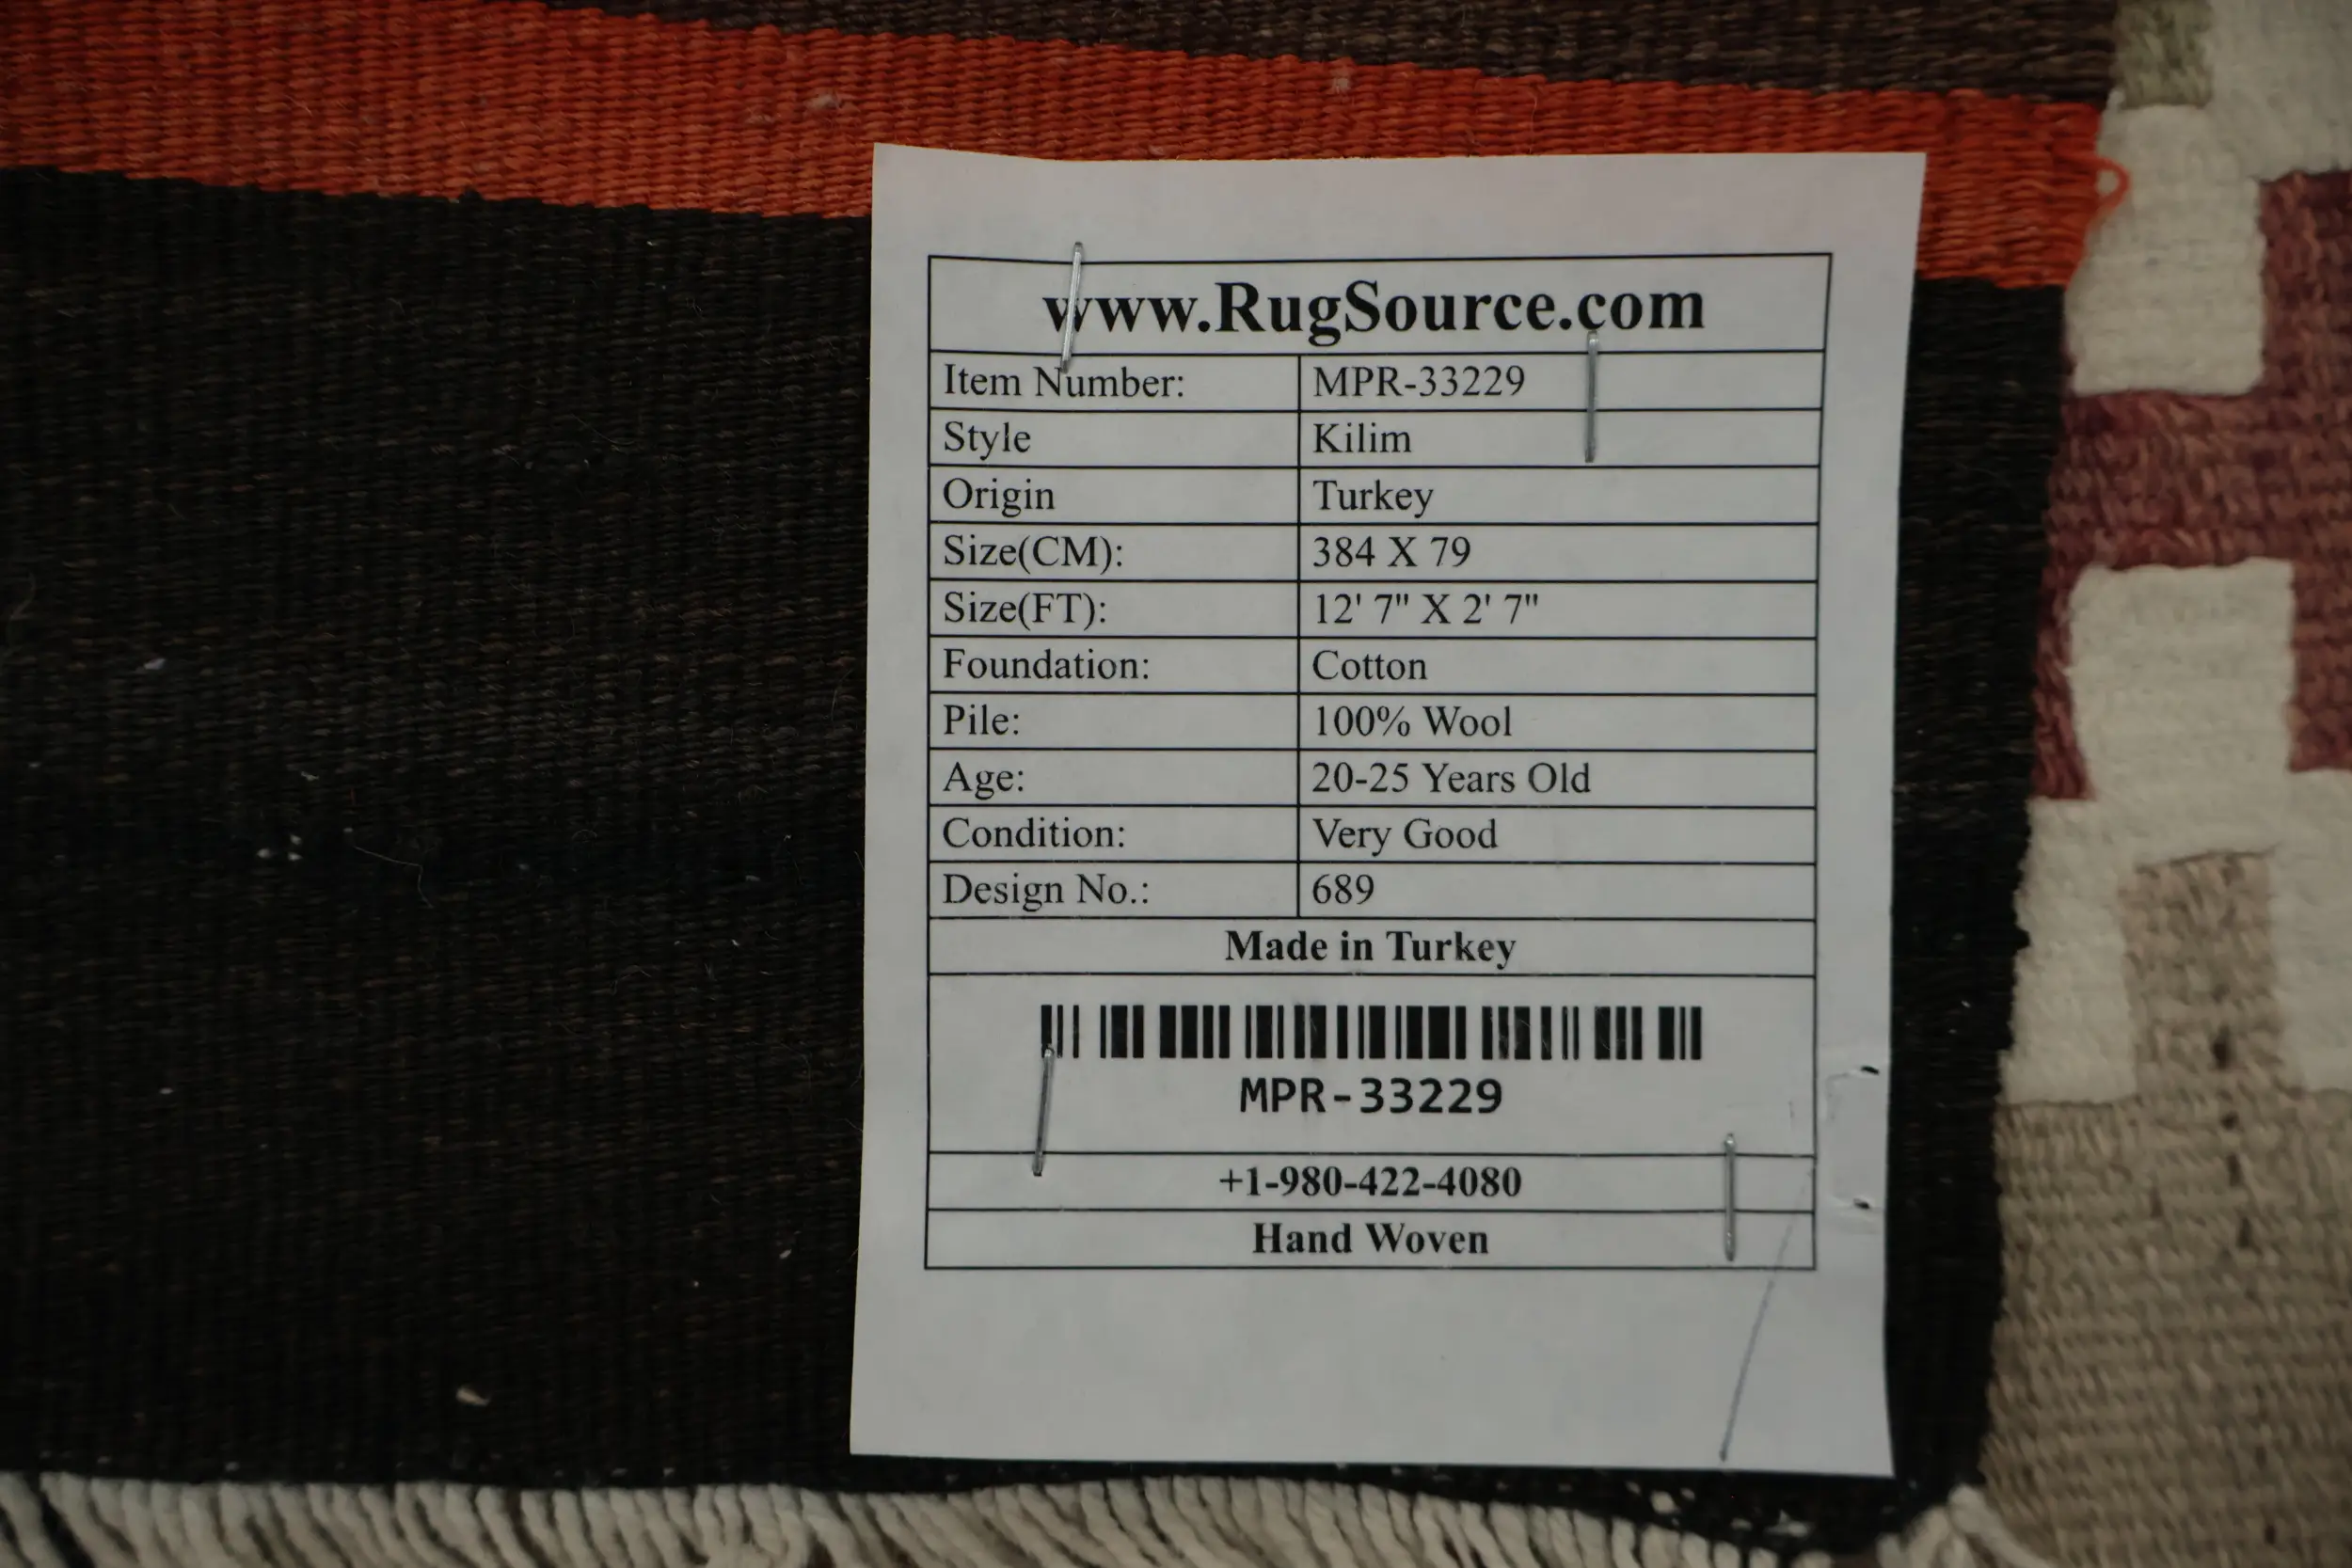 www.RugSource.com
Item Number: MPR-33229
Style Kilim
Origin Turkey
Size(CM): 384 X 79
Size(FT): 12' 7" X 2' 7"
Foundation: Cotton
Pile: 100% Wool
Age: 20-25 Years Old
Condition: Very Good
Design No.: 689
Made in Turkey
MPR-33229
+1-980-422-4080
Hand Woven